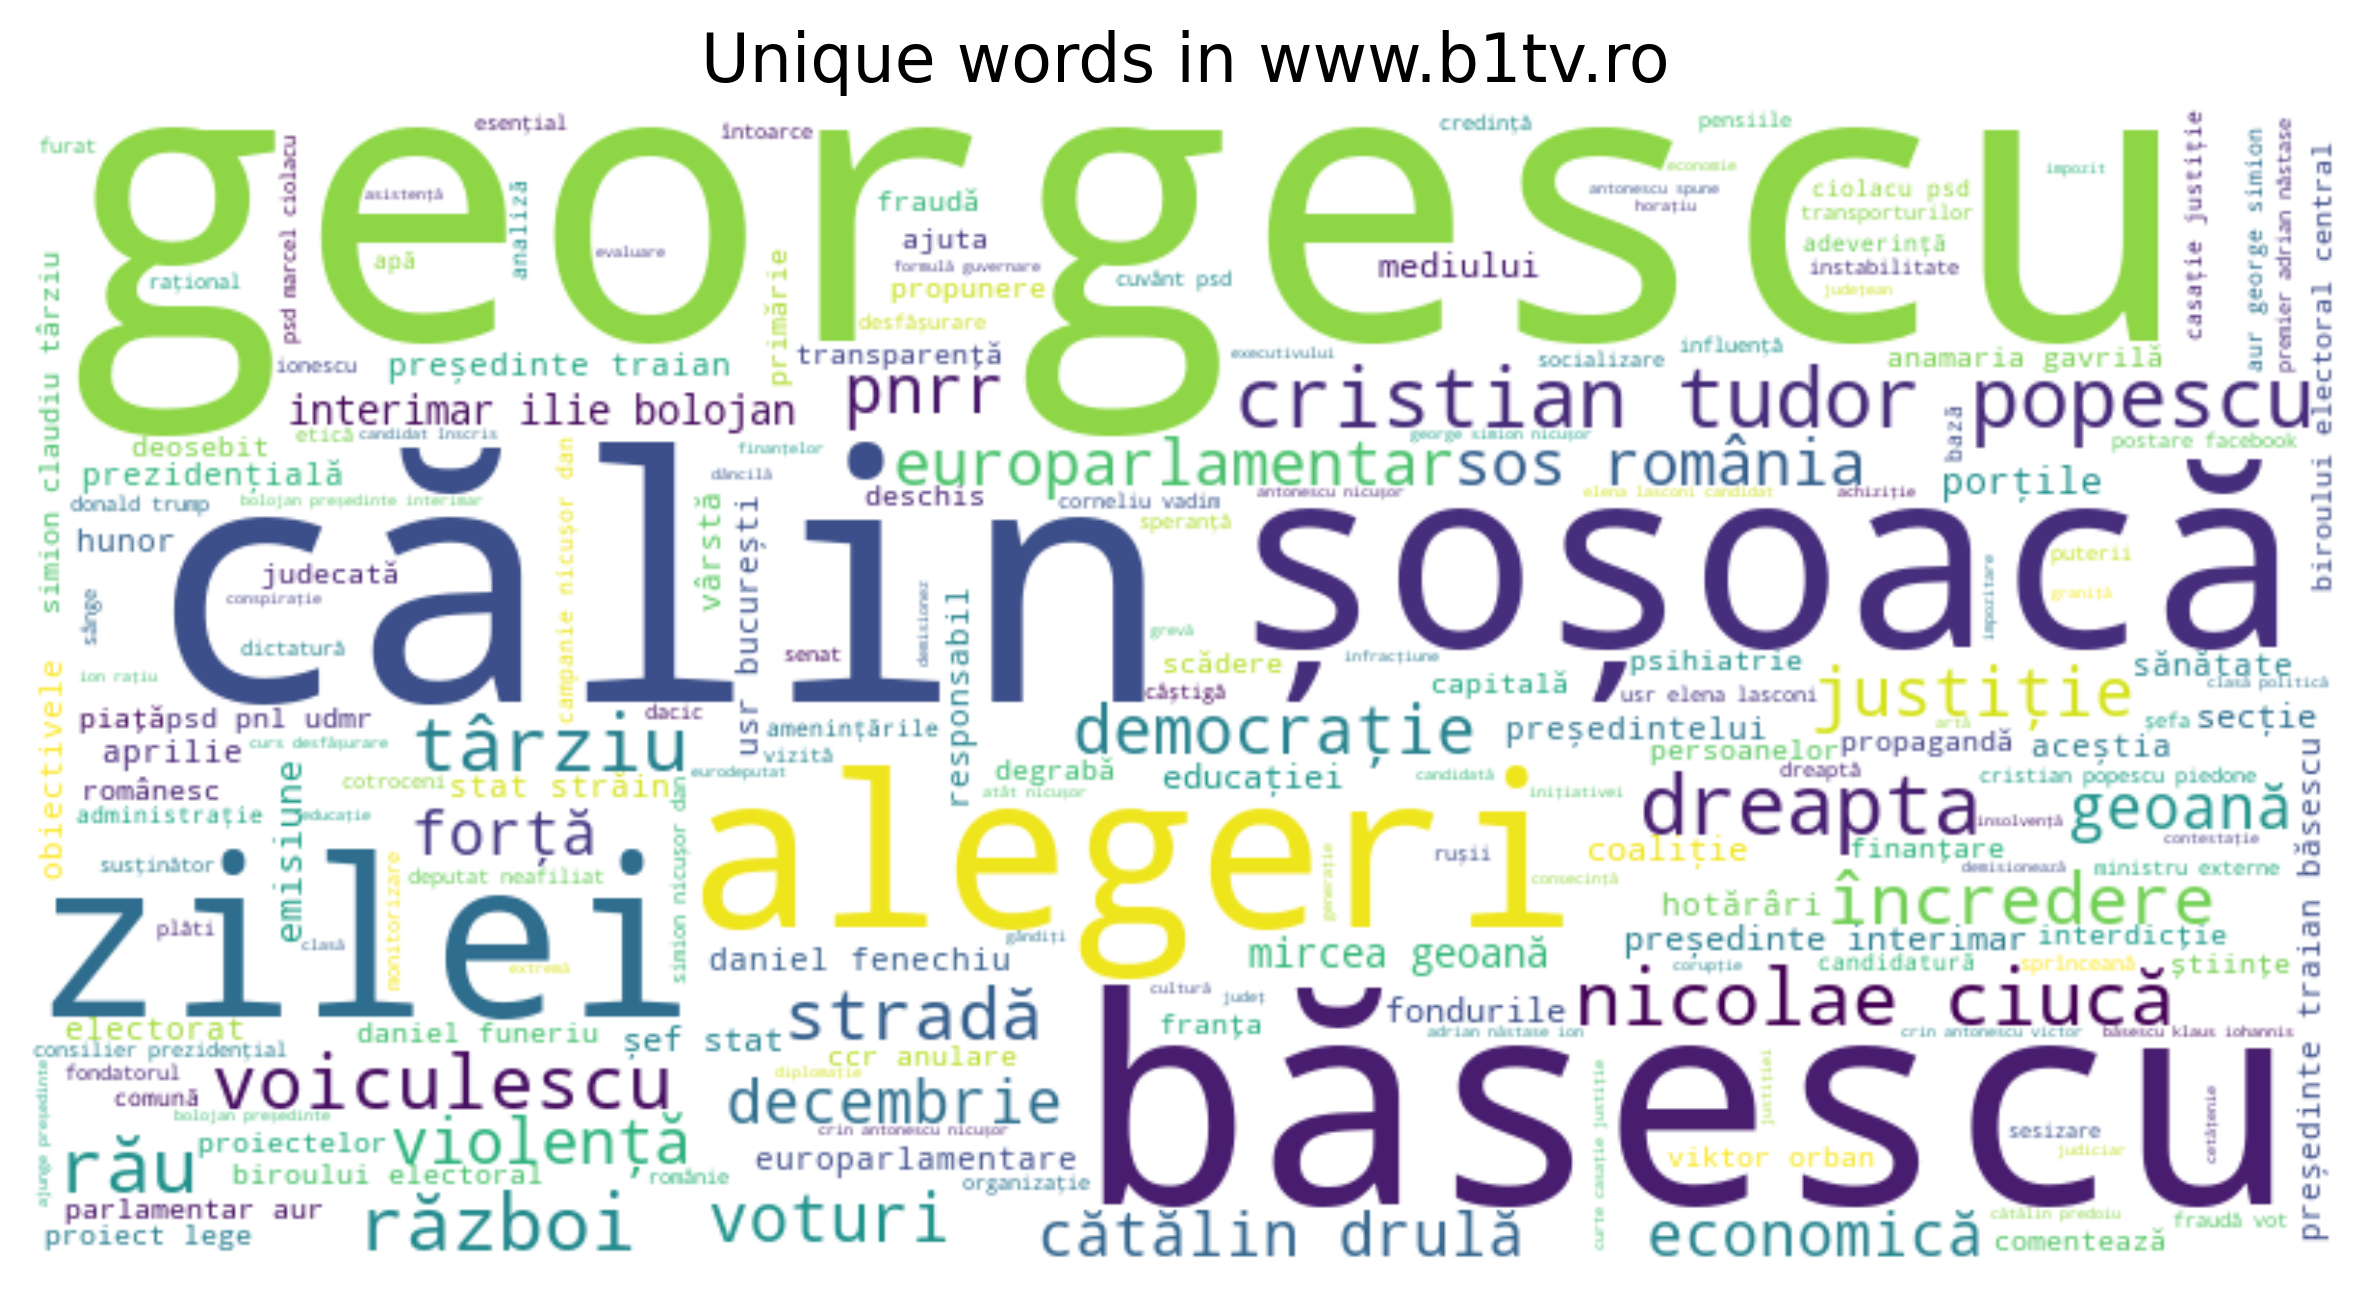 Unique words in www.b1tv.ro
furat
esențial
întoarce
credință
pensiile
economie
impozit
psd marcel ciolacu
asistență
analiză
georgescu
fraudă
antonescu spune
horațiu
ciolacu psd
transporturilor
casație justiție
aur george simion
premier adrian năstase
biroului electoral central
ajuta
evaluare
apă
formulă guvernare
mediului
adeverință
instabilitate
județean
rațional
propunere
cuvânt psd
primărie
desfășurare
simion claudiu târziu
ionescu
președinte traian
transparență
executivului
socializare
influență
anamaria gavrilă
interimar ilie bolojan
pnrr
cristian tudor popescu
deosebit
etică
candidat înscris
finanțelor
george simion nicușor
bază
postare facebook
prezidențială
dăncilă
europarlamentar
sos românia
porțile
donald trump
bolojan președinte interimar
deschis
corneliu vadim
antonescu nicușor
elena lasconi candidat
achiziție
hunor
campanie nicușor dan
vârstă
usr bucurești
speranță
călin
șoșoacă
judecată
conspirație
puterii
graniță
impozitare
sânge
dictatură
demisionez
responsabil
grevă
senat
scădere
infracțiune
psihiatrie
sănătate
ion rațiu
câștigă
capitală
usr elena lasconi
justiție
clasă politică
obiectivele
piață
psd pnl udmr
dacic
târziu
amenințările
democrație
președintelui
artă
șefa
secție
aprilie
curs desfășurare
vizită
persoanelor
propagandă
aceștia
românesc
emisiune
cotroceni
stat străin
eurodeputat
degrabă
educației
candidată
dreaptă
cristian popescu piedone
atât nicușor
inițiativei
administrație
educație
forță
simion nicușor dan
alegeri
dreapta
insolvență
geoană
susținător
rușii
coaliție
finanțare
contestație
monitorizare
deputat neafiliat
generație
consecință
demisionează
ministru externe
zilei
plăti
clasă
hotărâri
încredere
extremă
gândiți
daniel fenechiu
mircea geoană
președinte interimar
interdicție
corupție
candidatură
sprînceană
științe
președinte traian băsescu
cultură
județ
stradă
fondurile
nicolae ciucă
electorat
daniel funeriu
șef stat
franța
adrian năstase ion
crin antonescu victor
băsescu klaus iohannis
consilier prezidențial
ccr anulare
fondatorul
voiculescu
diplomație
băsescu
comună
bolojan președinte
decembrie
justiției
cetățenie
ajunge președinte
proiectelor
violență
crin antonescu nicușor
sesizare
judiciar
rău
biroului electoral
românie
europarlamentare
organizație
curte casație justiție
viktor orban
parlamentar aur
război
voturi
cătălin drulă
economică
cătălin predoiu
fraudă vot
proiect lege
comentează